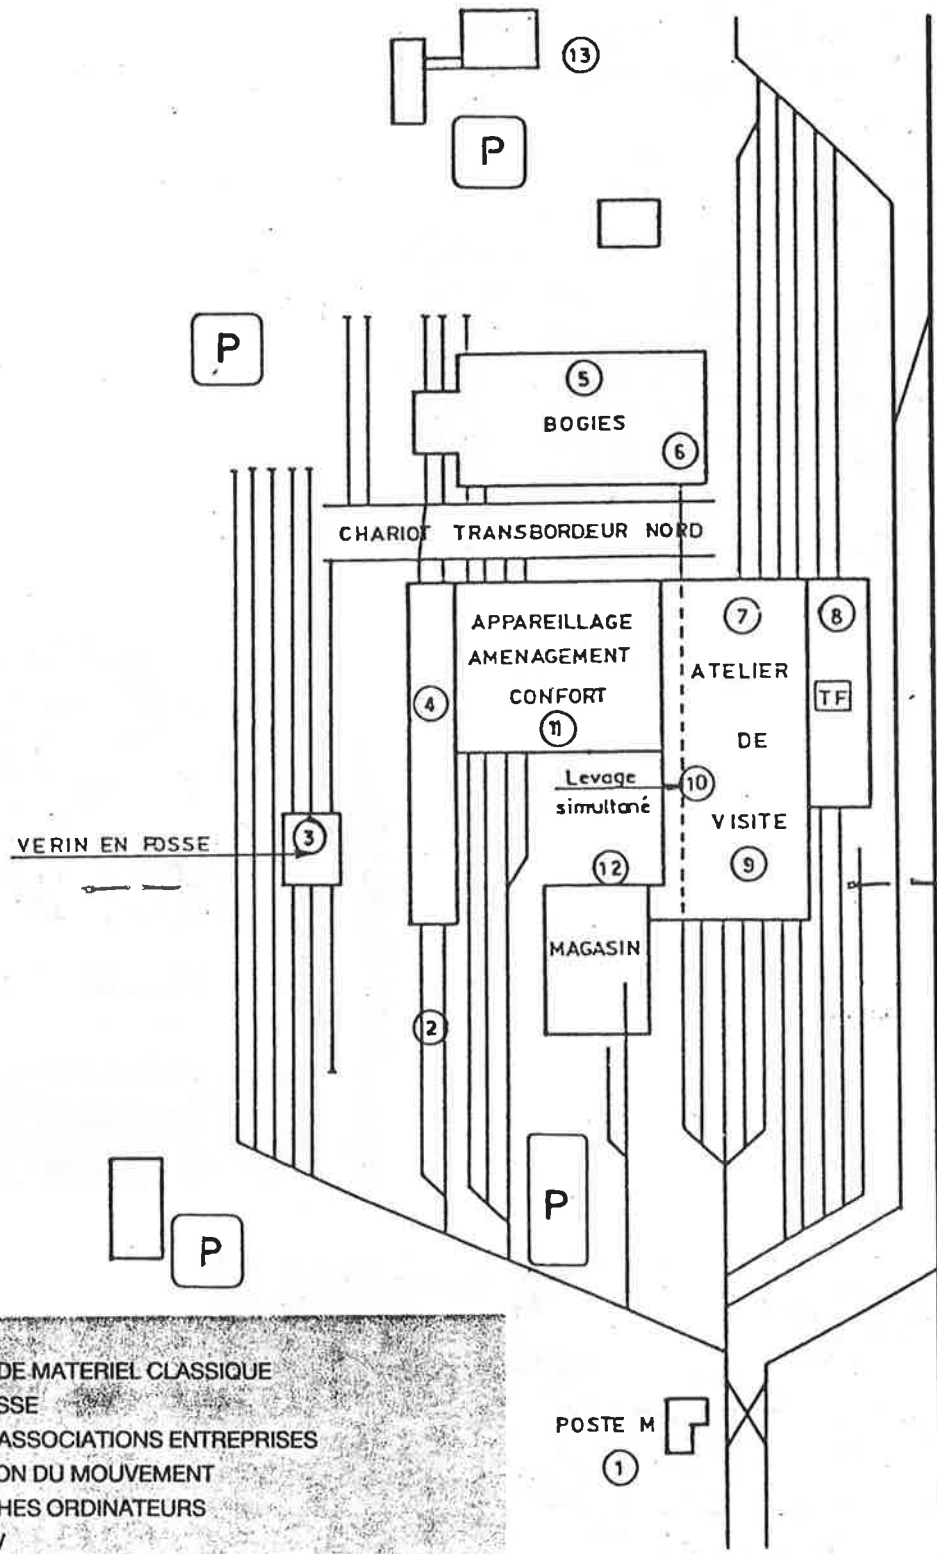 13
P
P
5
BOGIES
6
CHARIOT TRANSBORDEUR NORD
APPAREILLAGE
AMENAGEMENT
CONFORT
11
4
7
ATELIER
DE
VISITE
9
8
TF
Levage
simultané
10
VERIN EN FOSSE
3
12
MAGASIN
2
P
P
DE MATERIEL CLASSIQUE
ASSOCIATIONS ENTREPRISES
ON DU MOUVEMENT
HES ORDINATEURS
POSTE M
1